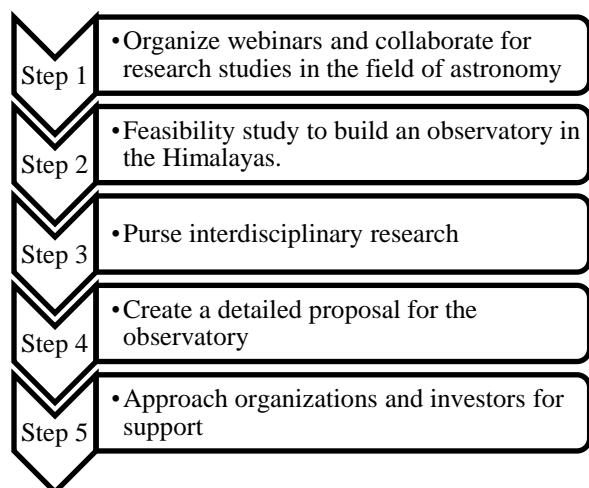 Step 1
•Organize webinars and collaborate for
research studies in the field of astronomy
Step 2
•Feasibility study to build an observatory in
the Himalayas.
Step 3
•Purse interdisciplinary research
Step 4
•Create a detailed proposal for the
observatory
Step 5
•Approach organizations and investors for
support